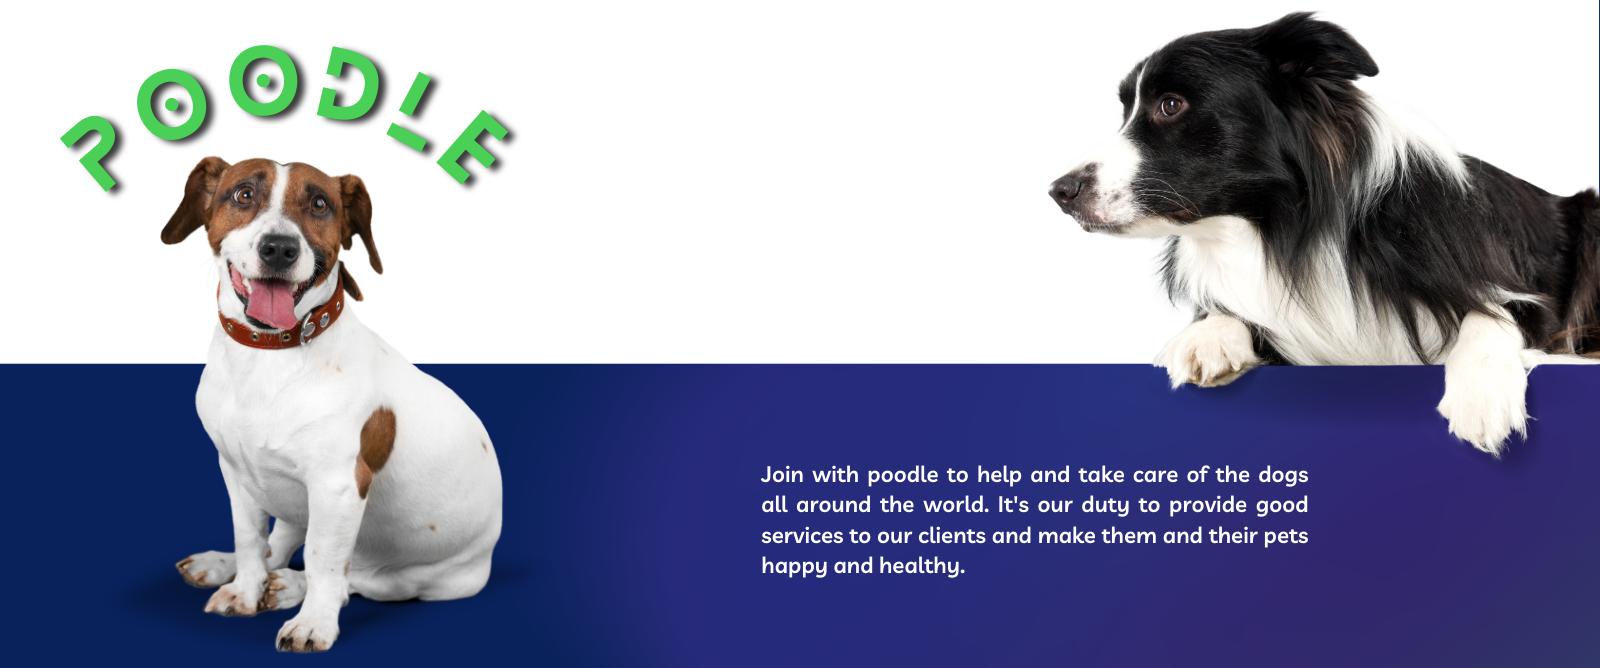 POODLE
Join with poodle to help and take care of the dogs
all around the world. It's our duty to provide good
services to our clients and make them and their pets
happy and healthy.